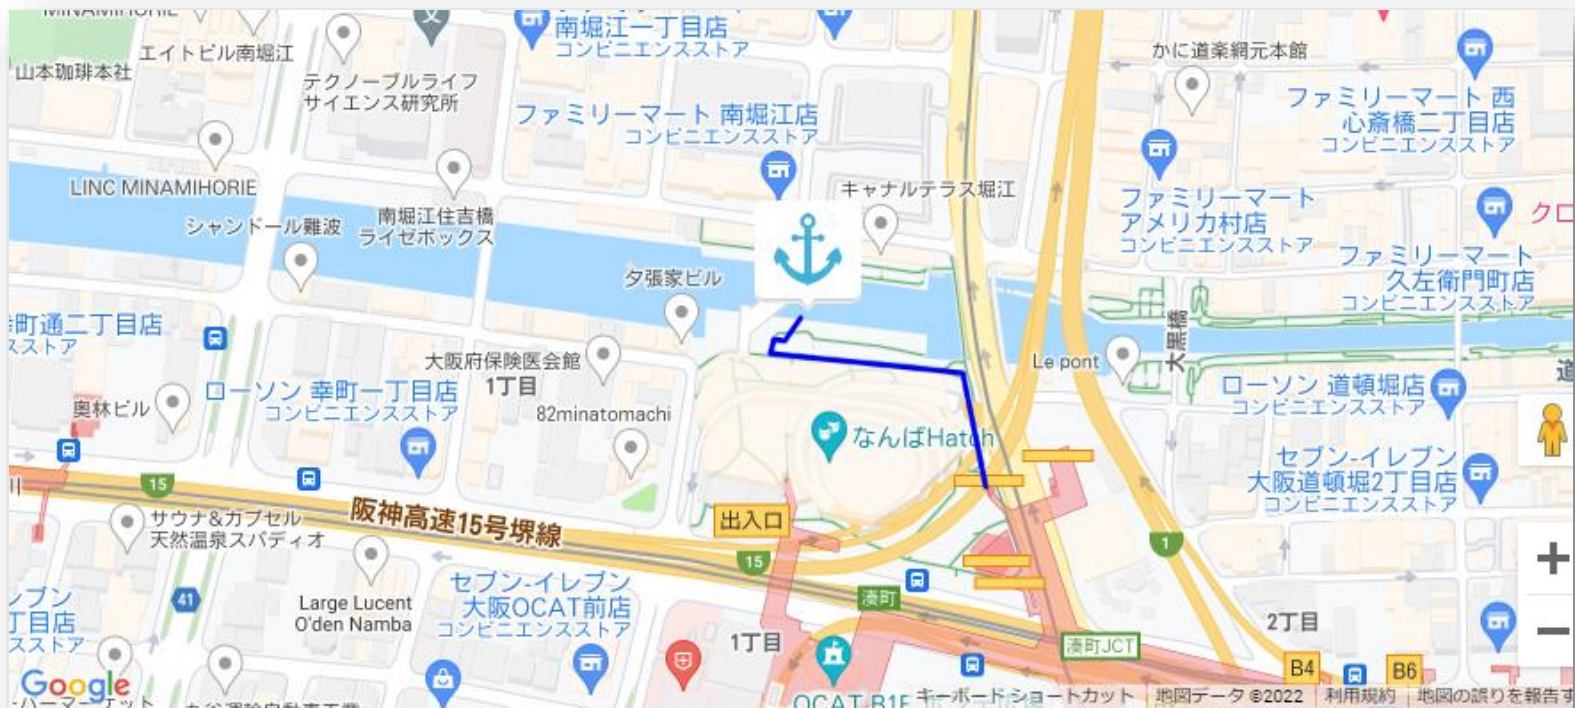 MINAMIHORIE
南堀江一丁目店
コンビニエンスストア
エイトビル南堀江
山本珈琲本社
テクノーブルライフ
サイエンス研究所
かに道楽網元本館
ファミリーマート 南堀江店
コンビニエンスストア
ファミリーマート 西
心斎橋二丁目店
コンビニエンスストア
LINC MINAMIHORIE
キャナルテラス堀江
シャンドール難波
南堀江住吉橋
ライゼボックス
ファミリーマート
アメリカ村店
コンビニエンスストア
クロ
ファミリーマート
久左衛門町店
コンビニエンスストア
夕張家ビル
町通二丁目店
スストア
大阪府保険医会館
1丁目
Le pont
大黒橋
道
ローソン 幸町一丁目店
コンビニエンスストア
ローソン 道頓堀店
コンビニエンスストア
奥林ビル
82minatomachi
なんばHatch
セブン-イレブン
大阪道頓堀2丁目店
コンビニエンスストア
15
川
阪神高速15号堺線
出入口
サウナ&カプセル
天然温泉スパディオ
15
1
セブン-イレブン
大阪OCAT前店
コンビニエンスストア
湊町
41
Large Lucent
O'den Namba
レブン
丁目店
スストア
1丁目
2丁目
湊町JCT
B4
B6
Google
OCAT B1F
キーボード ショートカット
地図データ ©2022
利用規約
地図の誤りを報告す